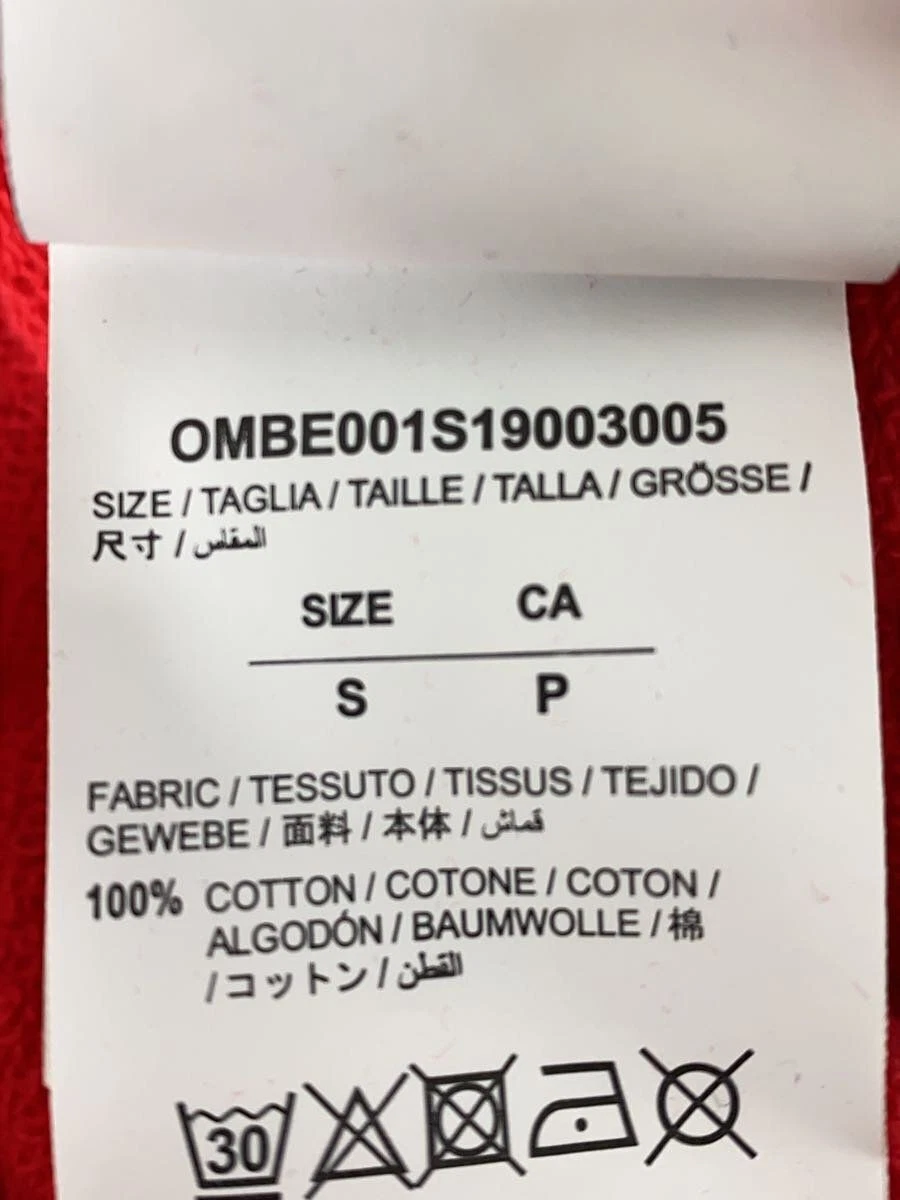 OMBE001S19003005
SIZE / TAGLIA / TAILLE / TALLA / GRÖSSE /
尺寸 / المقاس
SIZE CA
S P
FABRIC / TESSUTO / TISSUS / TEJIDO /
GEWEBE / 面料 / 本体 / قماش
100% COTTON / COTONE / COTON /
ALGODÓN / BAUMWOLLE / 棉
/ コットン / القطن
30